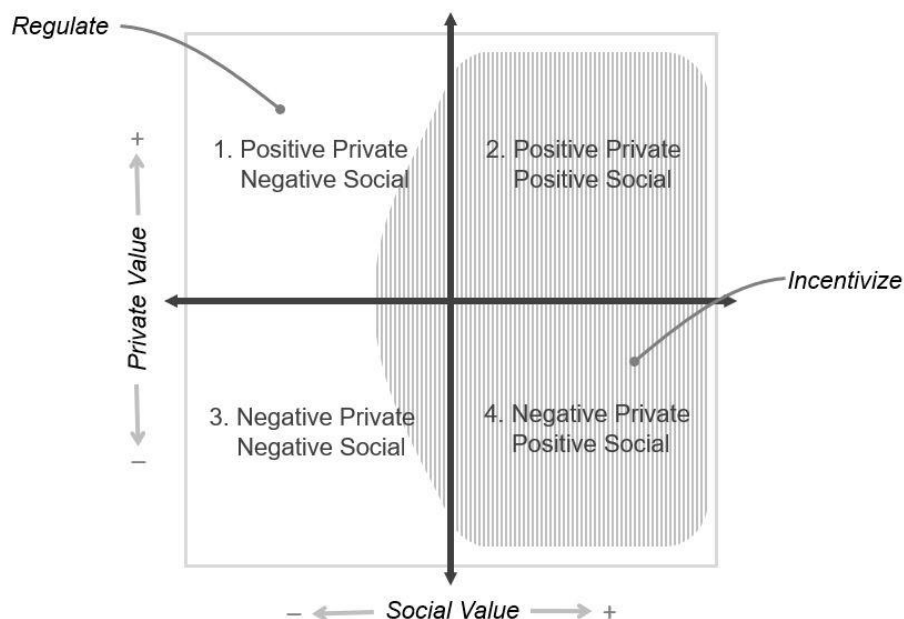 Regulate
+
1. Positive Private
Negative Social
2. Positive Private
Positive Social
Private Value
Incentivize
3. Negative Private
Negative Social
4. Negative Private
Positive Social
–
– Social Value +